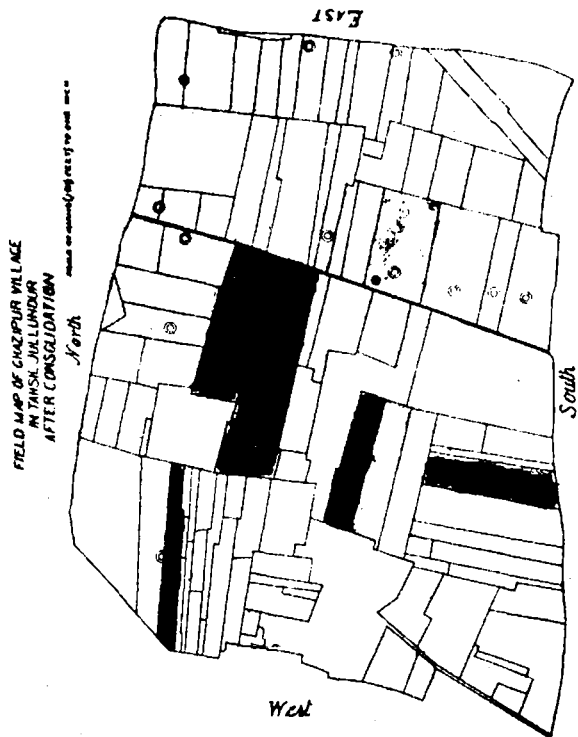 FIELD MAP OF GHAZIPUR VILLAGE
IN TAHSIL JULLUNDUR
AFTER CONSOLIDATION
North
EAST
South
West